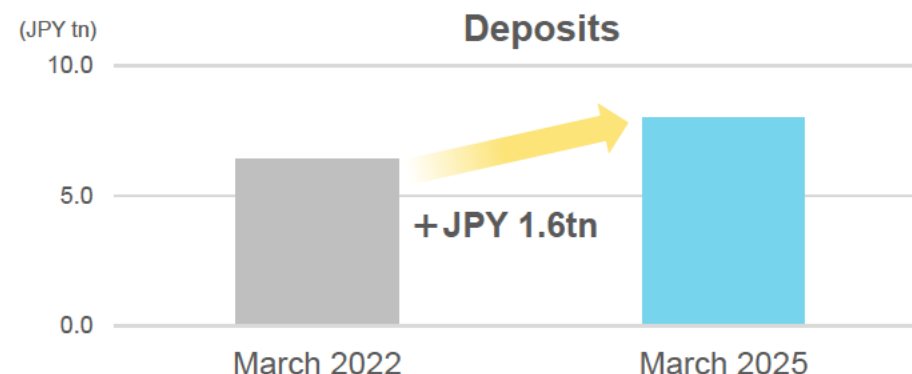 (JPY tn)
Deposits
10.0
5.0
+JPY 1.6tn
0.0
March 2022
March 2025